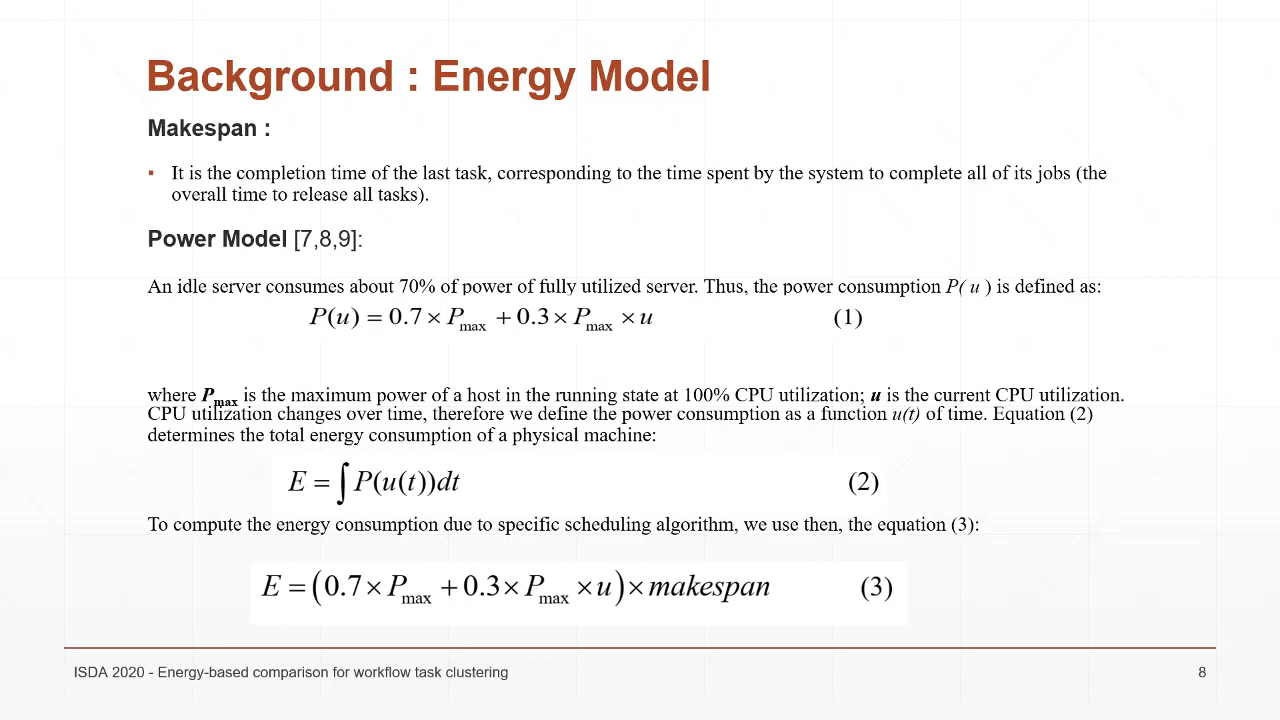 Background : Energy Model
Makespan :
▪ It is the completion time of the last task, corresponding to the time spent by the system to complete all of its jobs (the
overall time to release all tasks).
Power Model [7,8,9]:
An idle server consumes about 70% of power of fully utilized server. Thus, the power consumption P( u ) is defined as:
P(u) = 0.7 × Pmax + 0.3 × Pmax × u (1)
where Pmax is the maximum power of a host in the running state at 100% CPU utilization; u is the current CPU utilization.
CPU utilization changes over time, therefore we define the power consumption as a function u(t) of time. Equation (2)
determines the total energy consumption of a physical machine:
E = ∫ P(u(t))dt (2)
To compute the energy consumption due to specific scheduling algorithm, we use then, the equation (3):
E = (0.7 × Pmax + 0.3 × Pmax × u) × makespan (3)
ISDA 2020 - Energy-based comparison for workflow task clustering 8